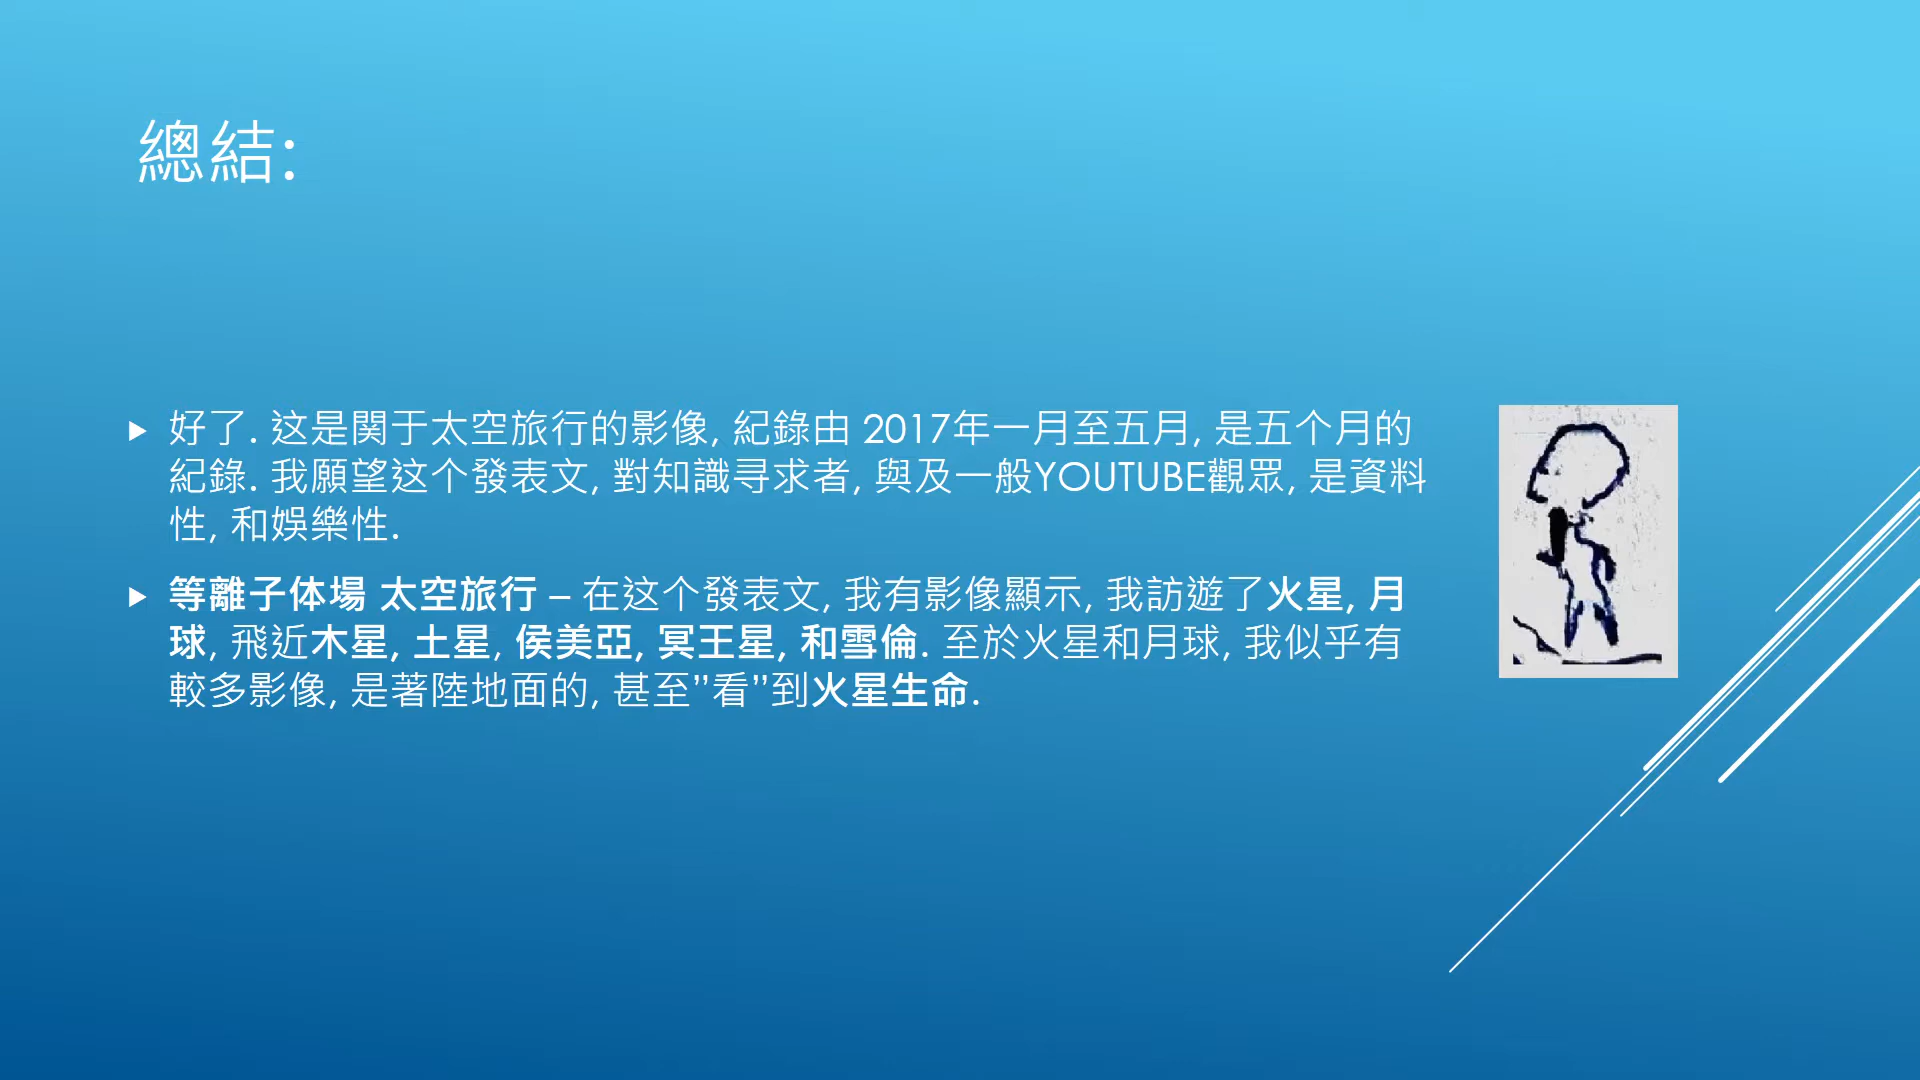 總結:
好了. 这是関于太空旅行的影像, 紀錄由 2017年一月至五月, 是五个月的
紀錄. 我願望这个發表文, 對知識寻求者, 與及一般YOUTUBE觀眾, 是資料
性, 和娛樂性.
等離子体場 太空旅行 – 在这个發表文, 我有影像顯示, 我訪遊了火星, 月
球, 飛近木星, 土星, 侯美亞, 冥王星, 和雪倫. 至於火星和月球, 我似乎有
較多影像, 是著陸地面的, 甚至”看”到火星生命.